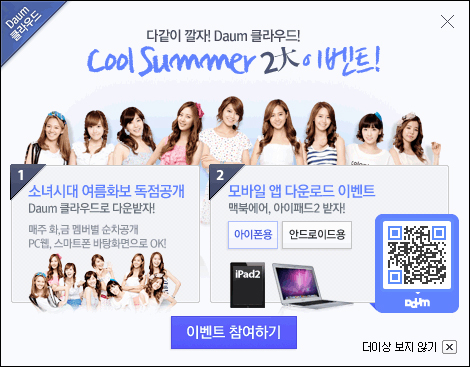 Daum
클라우드
다같이 깔자! Daum 클라우드!
Cool Summer 2大 이벤트!
1
소녀시대 여름화보 독점공개
Daum 클라우드로 다운받자!
매주 화,금 멤버별 순차공개
PC웹, 스마트폰 바탕화면으로 OK!
2
모바일 앱 다운로드 이벤트
맥북에어, 아이패드2 받자!
아이폰용
안드로이드용
iPad2
Daum
이벤트 참여하기
더이상 보지 않기